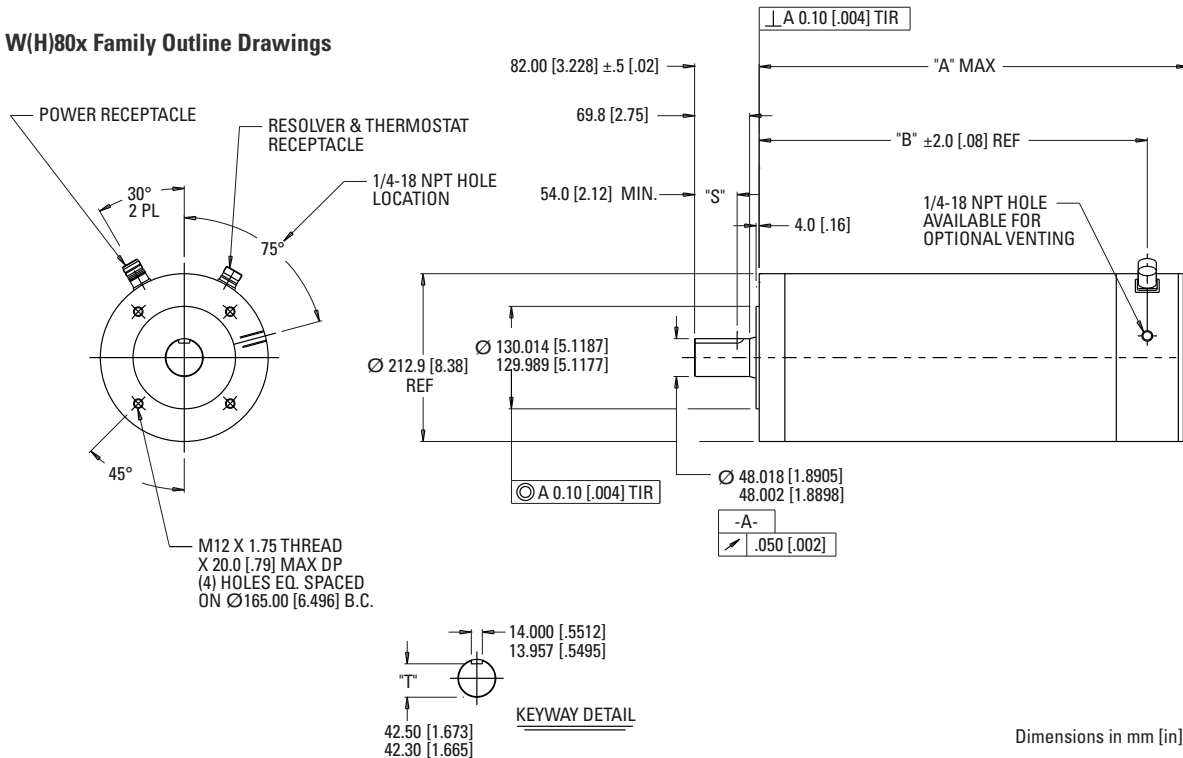 W(H)80x Family Outline Drawings
⊥ A 0.10 [.004] TIR
82.00 [3.228] ±.5 [.02]
"A" MAX
69.8 [2.75]
"B" ±2.0 [.08] REF
54.0 [2.12] MIN.
"S"
4.0 [.16]
1/4-18 NPT HOLE
AVAILABLE FOR
OPTIONAL VENTING
POWER RECEPTACLE
RESOLVER & THERMOSTAT
RECEPTACLE
1/4-18 NPT HOLE
LOCATION
30°
2 PL
75°
45°
Ø 212.9 [8.38]
REF
Ø 130.014 [5.1187]
129.989 [5.1177]
◎ A 0.10 [.004] TIR
Ø 48.018 [1.8905]
48.002 [1.8898]
-A-
↗ .050 [.002]
M12 X 1.75 THREAD
X 20.0 [.79] MAX DP
(4) HOLES EQ. SPACED
ON Ø165.00 [6.496] B.C.
14.000 [.5512]
13.957 [.5495]
"T"
42.50 [1.673]
42.30 [1.665]
KEYWAY DETAIL
Dimensions in mm [in]